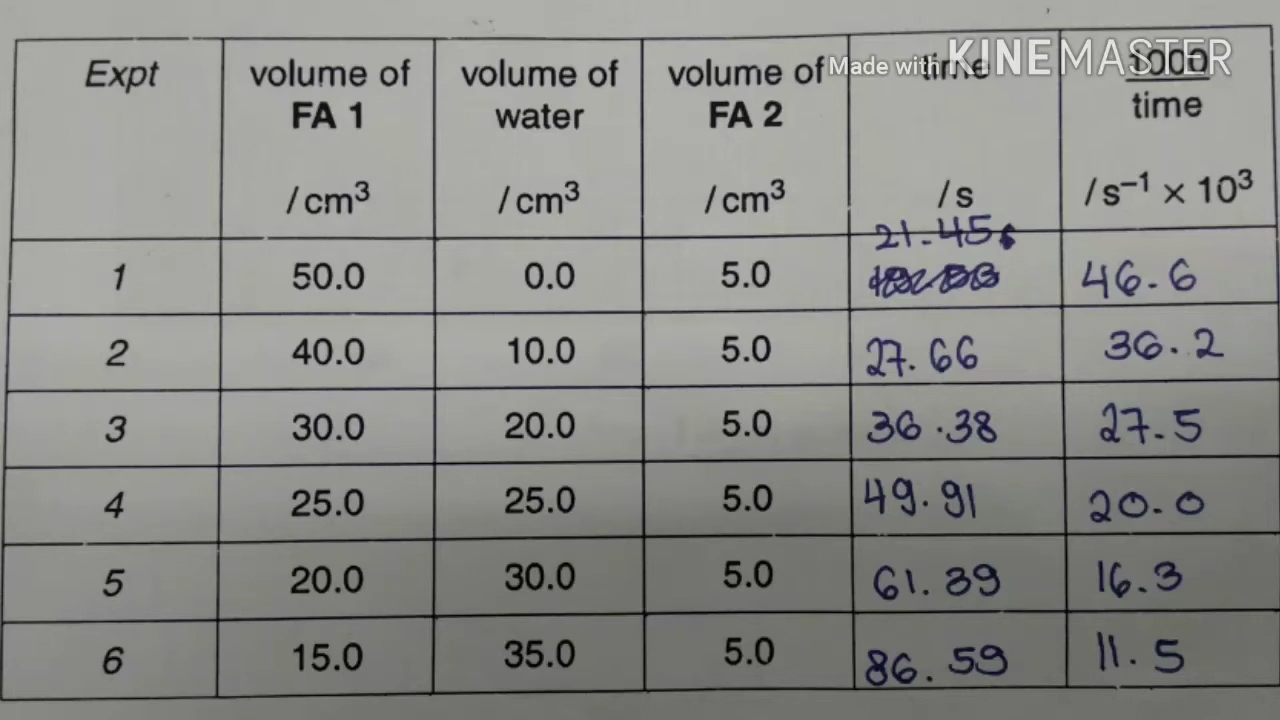 Expt volume of FA 1 /cm³ volume of water /cm³ volume of FA 2 /cm³ time /s 1000 time /s⁻¹ × 10³
Made with KINEMASTER
1 50.0 0.0 5.0 21.45 46.6
2 40.0 10.0 5.0 27.66 36.2
3 30.0 20.0 5.0 36.38 27.5
4 25.0 25.0 5.0 49.91 20.0
5 20.0 30.0 5.0 61.39 16.3
6 15.0 35.0 5.0 86.59 11.5